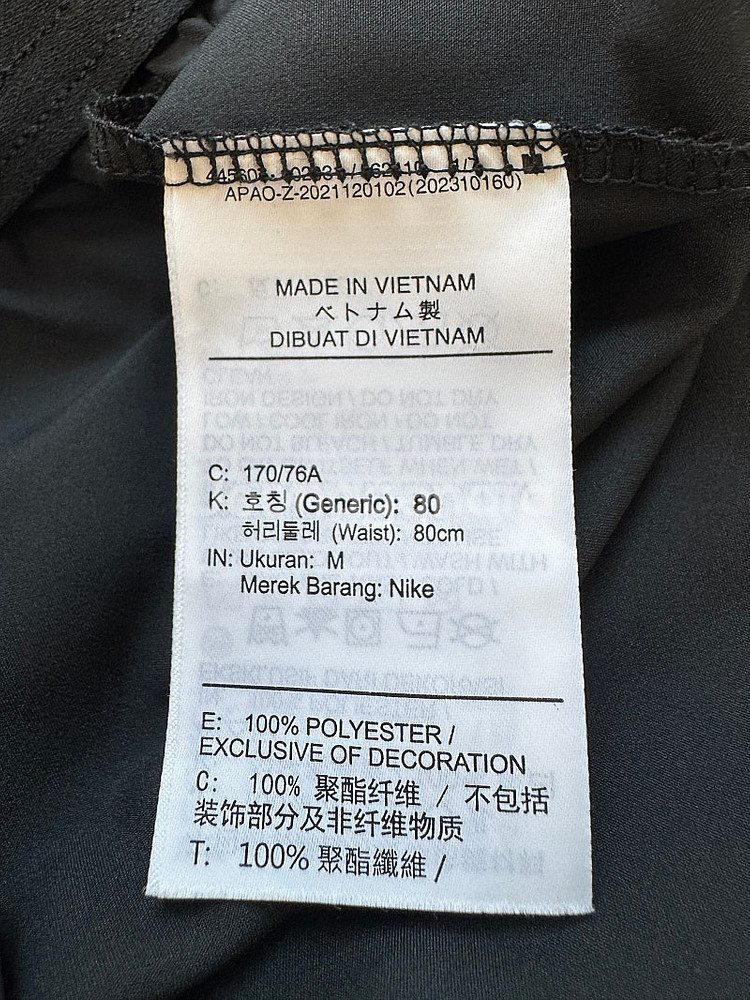 APAO-Z-2021120102(202310160)
MADE IN VIETNAM
ベトナム製
DIBUAT DI VIETNAM
C: 170/76A
K: 호칭 (Generic): 80
허리둘레 (Waist): 80cm
IN: Ukuran: M
Merek Barang: Nike
E: 100% POLYESTER /
EXCLUSIVE OF DECORATION
C: 100% 聚酯纤维 / 不包括
装饰部分及非纤维物质
T: 100% 聚酯纖維 /